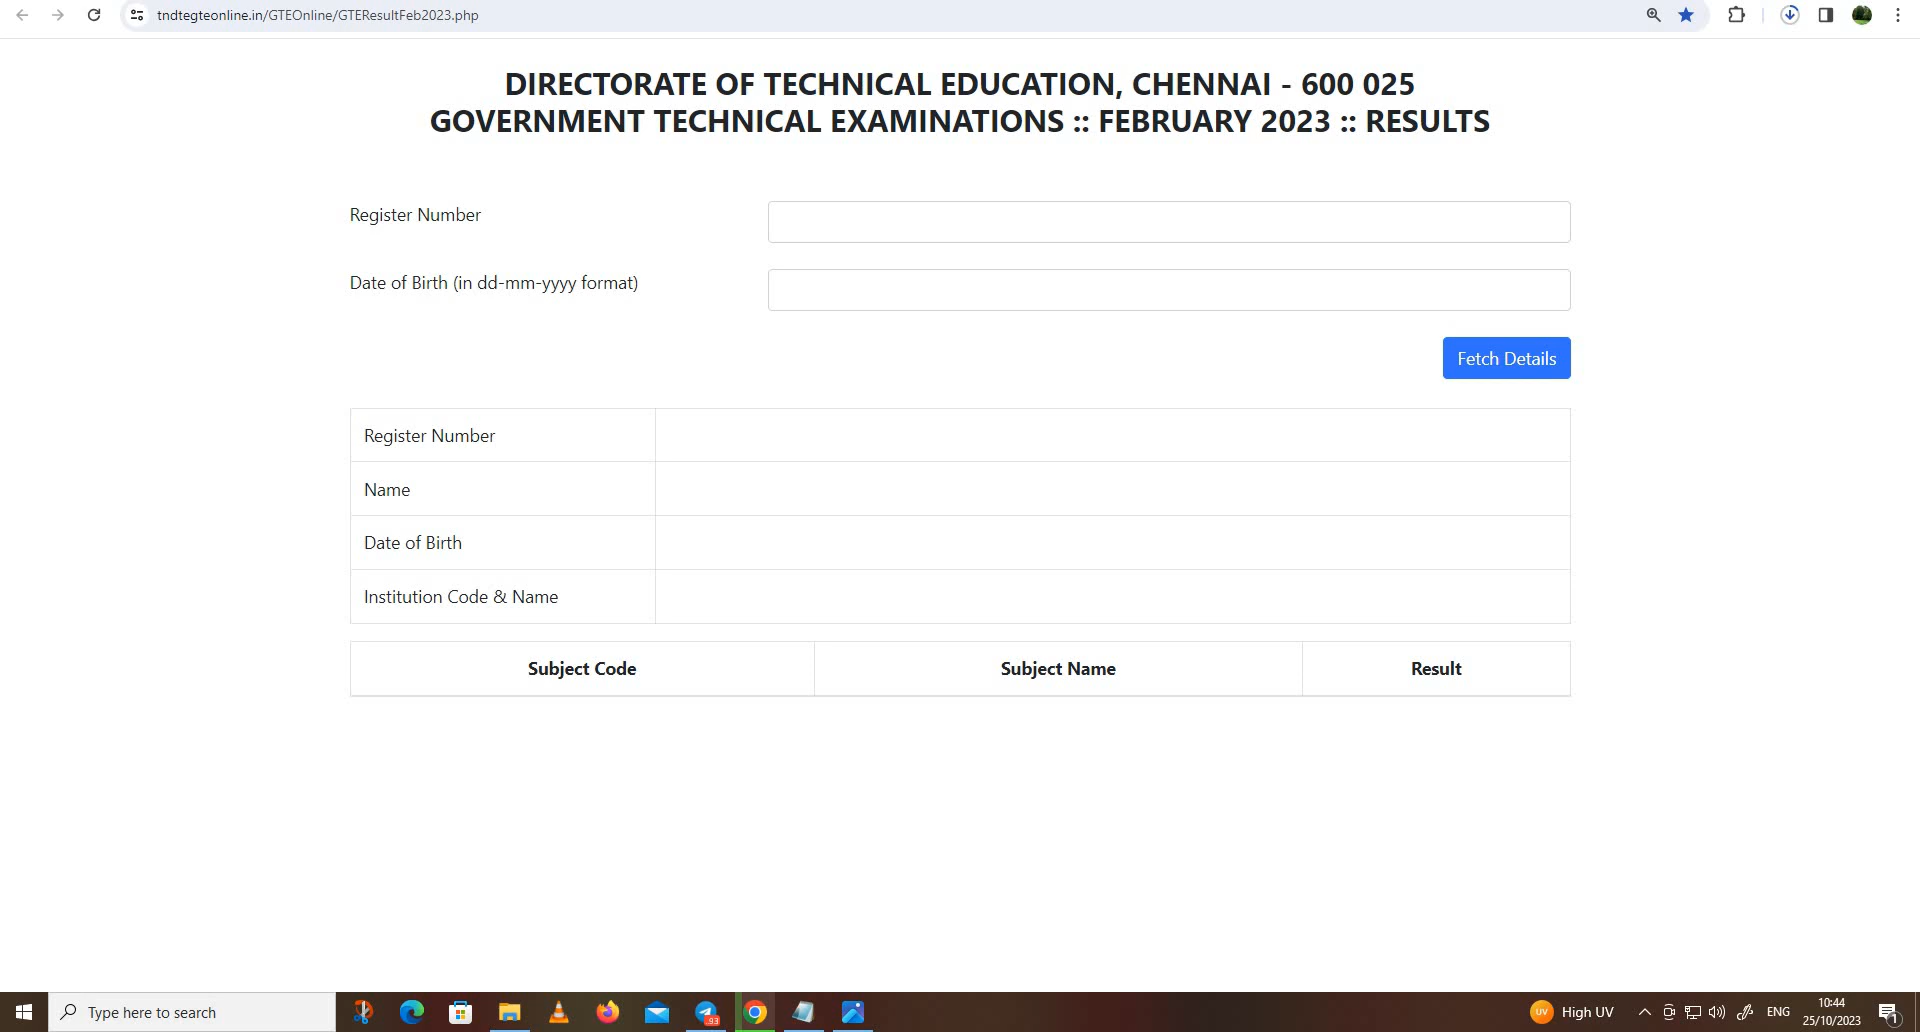 tndtegteonline.in/GTEOnline/GTEResultFeb2023.php
DIRECTORATE OF TECHNICAL EDUCATION, CHENNAI - 600 025
GOVERNMENT TECHNICAL EXAMINATIONS :: FEBRUARY 2023 :: RESULTS
Register Number
Date of Birth (in dd-mm-yyyy format)
Fetch Details
Register Number
Name
Date of Birth
Institution Code & Name
Subject Code Subject Name Result
Type here to search 93 UV High UV ENG 10:44
25/10/2023 1